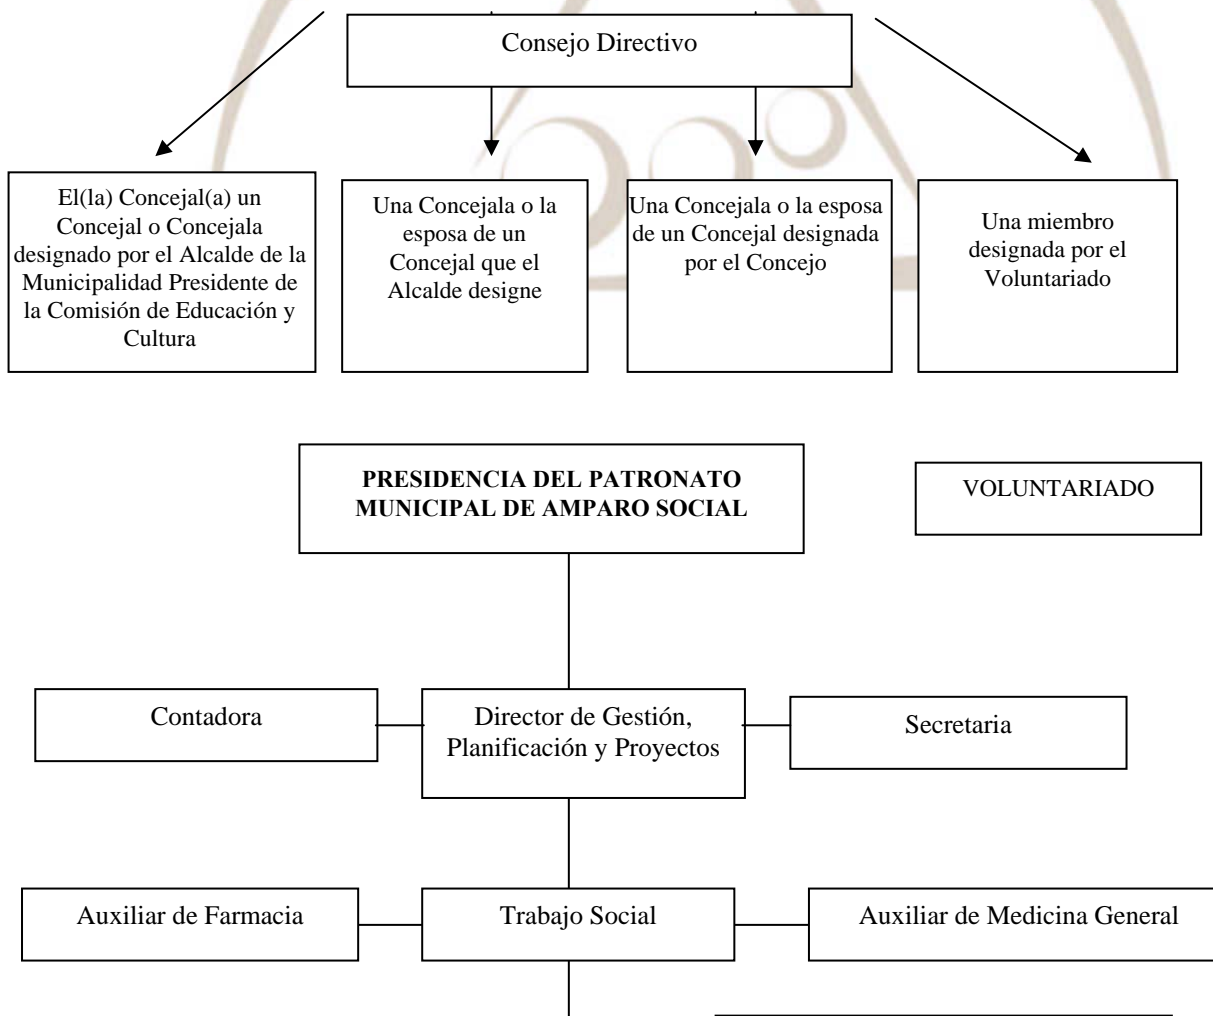 Consejo Directivo
El(la) Concejal(a) un
Concejal o Concejala
designado por el Alcalde de la
Municipalidad Presidente de
la Comisión de Educación y
Cultura
Una Concejala o la
esposa de un
Concejal que el
Alcalde designe
Una Concejala o la esposa
de un Concejal designada
por el Concejo
Una miembro
designada por el
Voluntariado
PRESIDENCIA DEL PATRONATO
MUNICIPAL DE AMPARO SOCIAL
VOLUNTARIADO
Contadora
Director de Gestión,
Planificación y Proyectos
Secretaria
Auxiliar de Farmacia
Trabajo Social
Auxiliar de Medicina General